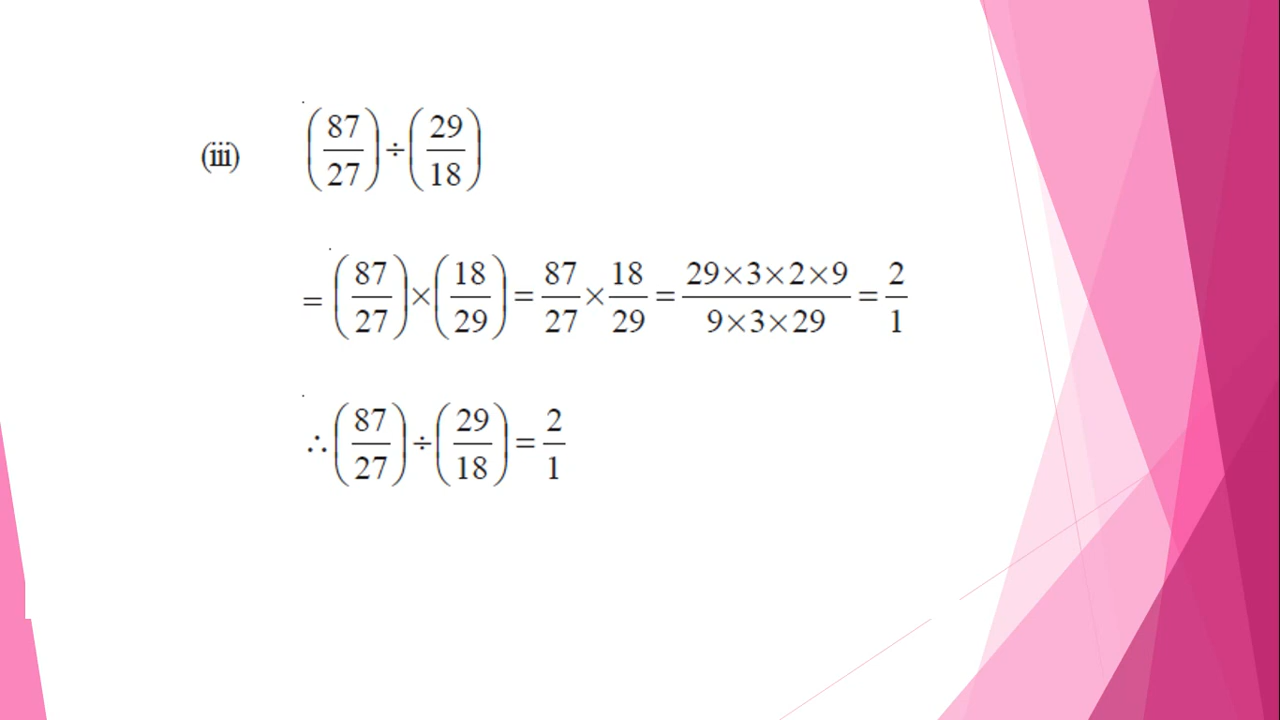 (iii) (87/27) ÷ (29/18)
= (87/27) × (18/29) = 87/27 × 18/29 = 29×3×2×9/9×3×29 = 2/1
∴ (87/27) ÷ (29/18) = 2/1